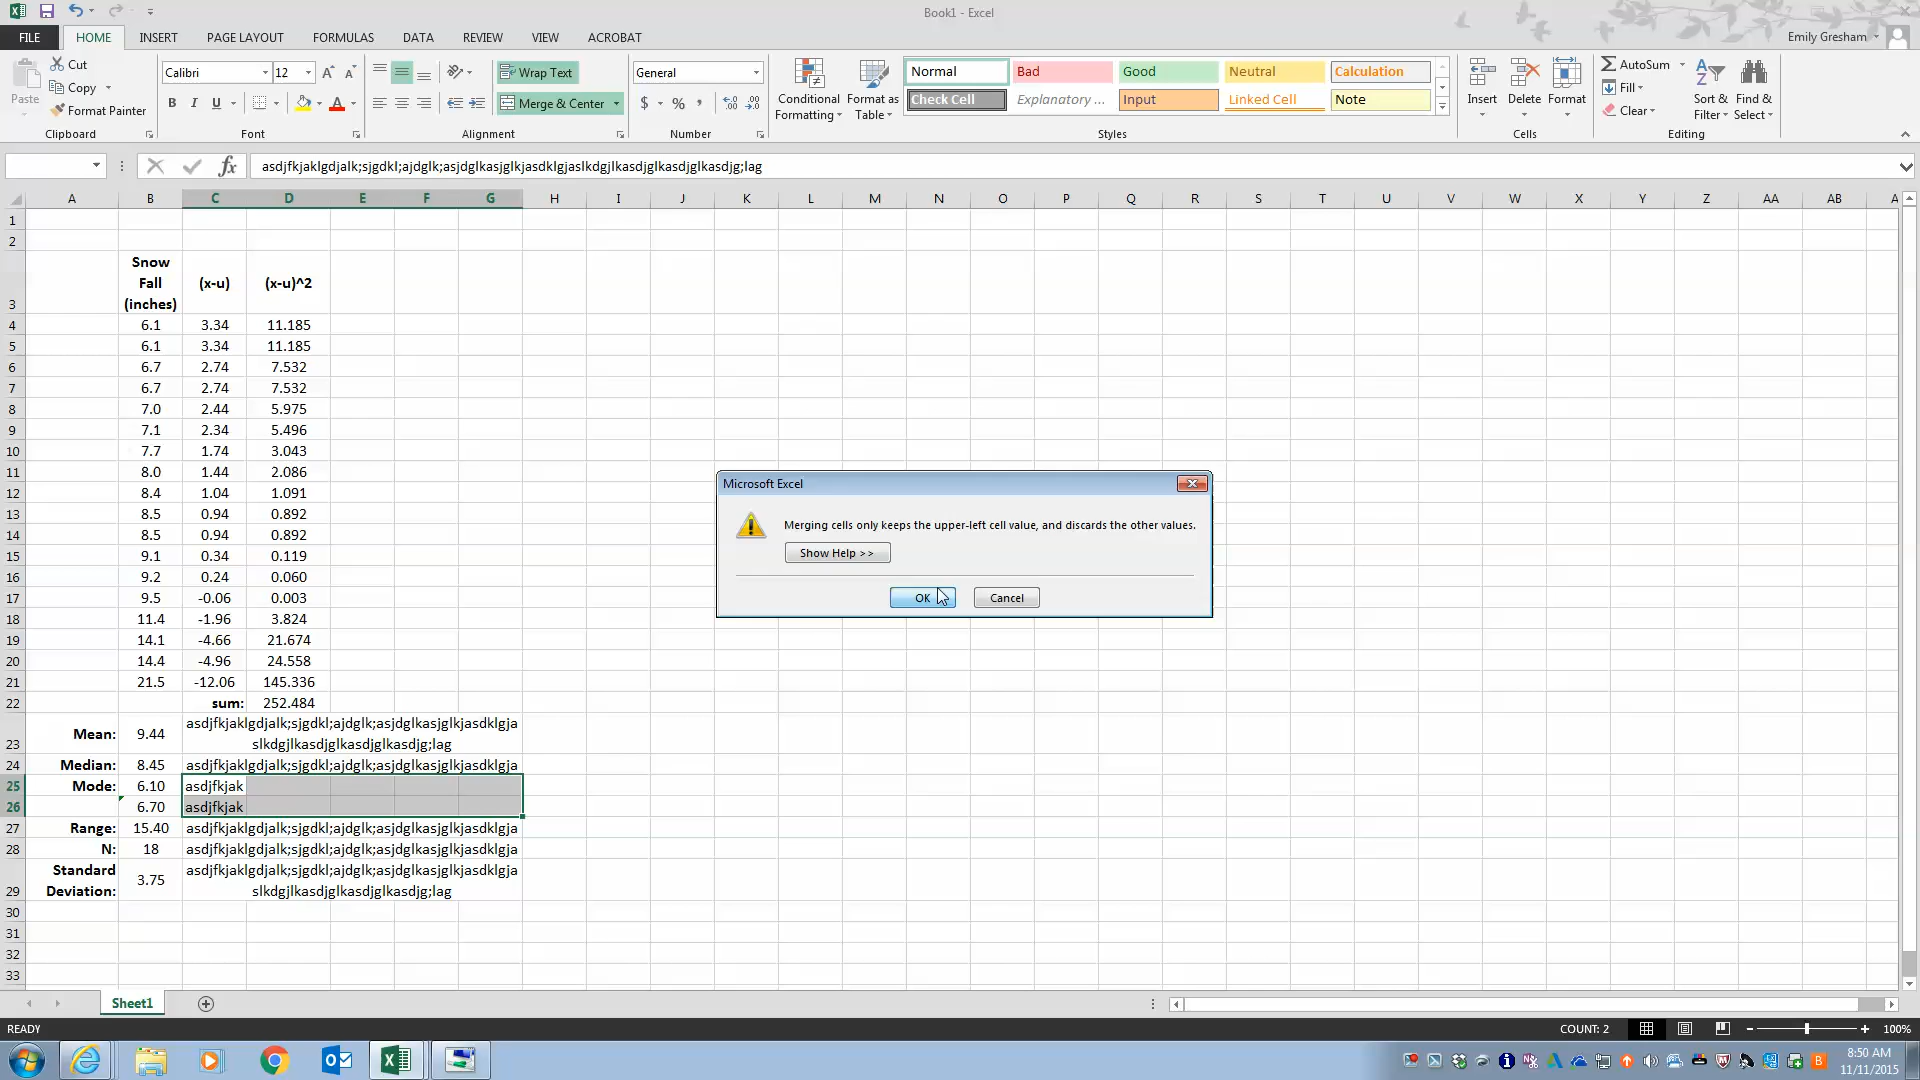 Book1 - Excel
FILE HOME INSERT PAGE LAYOUT FORMULAS DATA REVIEW VIEW ACROBAT Emily Gresham
Paste
Cut
Copy
Format Painter
Clipboard
Calibri 12
B I U
Font
Wrap Text
Merge & Center
Alignment
General
$ % ,
Number
Conditional Formatting
Format as Table
Normal Bad Good Neutral Calculation
Check Cell Explanatory ... Input Linked Cell Note
Styles
Insert Delete Format
Cells
AutoSum
Fill
Clear
Sort & Filter
Find & Select
Editing
fx asdjfkjaklgdjalk;sjgdkl;ajdglk;asjdglkasjglkjasdklgjaslkdgjlkasdjglkasdjglkasdjg;lag
A B C D E F G H I J K L M N O P Q R S T U V W X Y Z AA AB A
1
2
3 Snow Fall (inches) (x-u) (x-u)^2
4 6.1 3.34 11.185
5 6.1 3.34 11.185
6 6.7 2.74 7.532
7 6.7 2.74 7.532
8 7.0 2.44 5.975
9 7.1 2.34 5.496
10 7.7 1.74 3.043
11 8.0 1.44 2.086
12 8.4 1.04 1.091
13 8.5 0.94 0.892
14 8.5 0.94 0.892
15 9.1 0.34 0.119
16 9.2 0.24 0.060
17 9.5 -0.06 0.003
18 11.4 -1.96 3.824
19 14.1 -4.66 21.674
20 14.4 -4.96 24.558
21 21.5 -12.06 145.336
22 sum: 252.484
asdjfkjaklgdjalk;sjgdkl;ajdglk;asjdglkasjglkjasdklgja
23 Mean: 9.44 slkdgjlkasdjglkasdjglkasdjg;lag
24 Median: 8.45 asdjfkjaklgdjalk;sjgdkl;ajdglk;asjdglkasjglkjasdklgja
25 Mode: 6.10 asdjfkjak
26 6.70 asdjfkjak
27 Range: 15.40 asdjfkjaklgdjalk;sjgdkl;ajdglk;asjdglkasjglkjasdklgja
28 N: 18 asdjfkjaklgdjalk;sjgdkl;ajdglk;asjdglkasjglkjasdklgja
Standard 3.75 asdjfkjaklgdjalk;sjgdkl;ajdglk;asjdglkasjglkjasdklgja
29 Deviation: slkdgjlkasdjglkasdjglkasdjg;lag
30
31
32
33
Microsoft Excel
Merging cells only keeps the upper-left cell value, and discards the other values.
Show Help >>
OK Cancel
Sheet1
READY COUNT: 2 100%
8:50 AM
11/11/2015